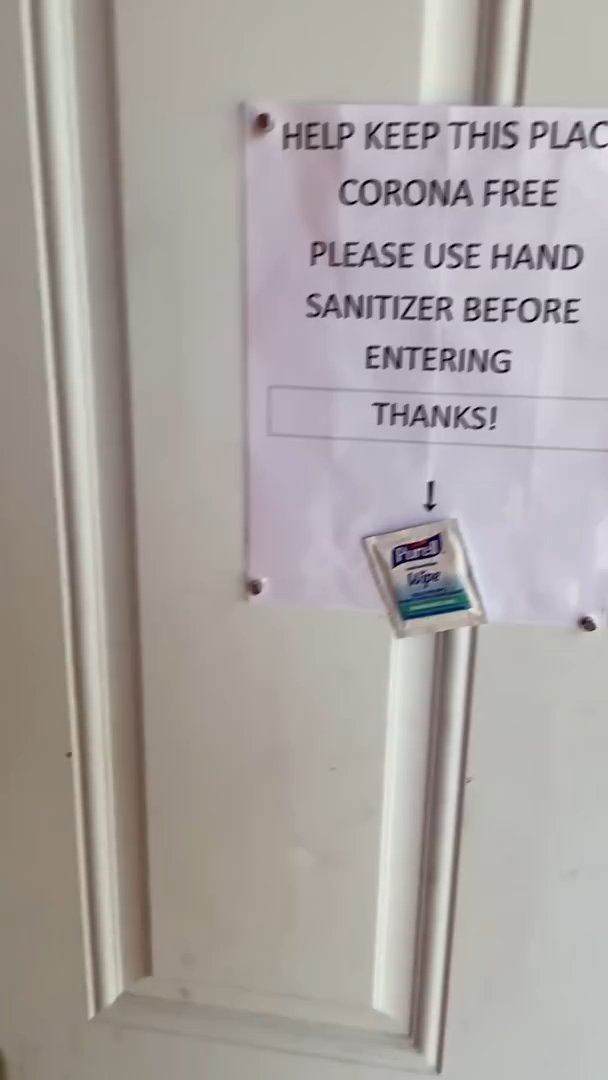 HELP KEEP THIS PLAC
CORONA FREE
PLEASE USE HAND
SANITIZER BEFORE
ENTERING
THANKS!
Purell
Wipe